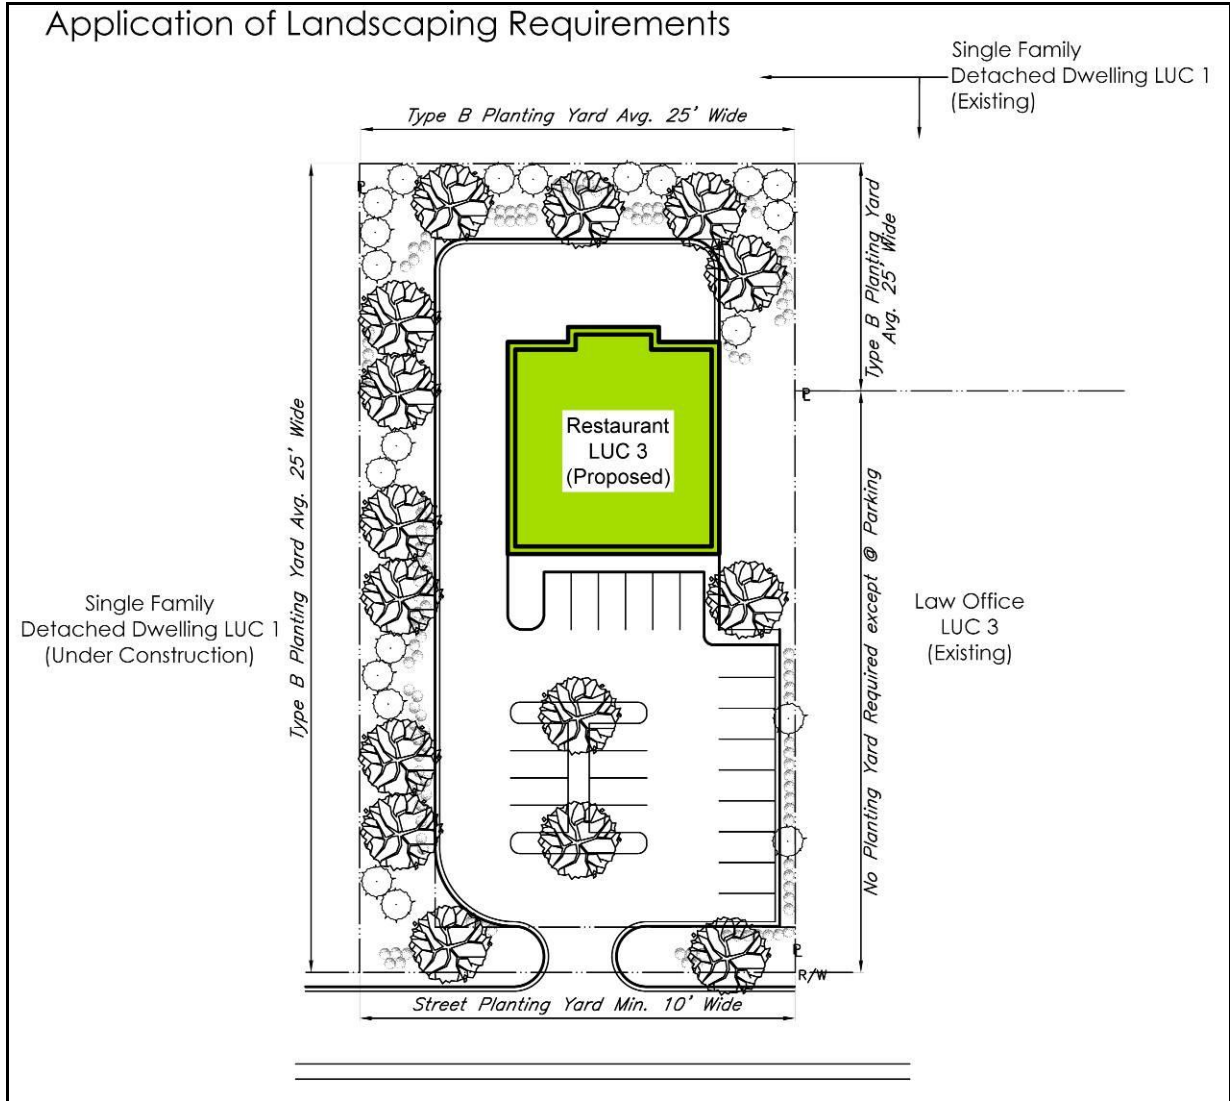 Application of Landscaping Requirements
Single Family
Detached Dwelling LUC 1
(Existing)
Type B Planting Yard Avg. 25' Wide
Type B Planting Yard
Avg. 25' Wide
Type B Planting Yard Avg. 25' Wide
Restaurant
LUC 3
(Proposed)
No Planting Yard Required except @ Parking
Single Family
Detached Dwelling LUC 1
(Under Construction)
Law Office
LUC 3
(Existing)
R/W
Street Planting Yard Min. 10' Wide